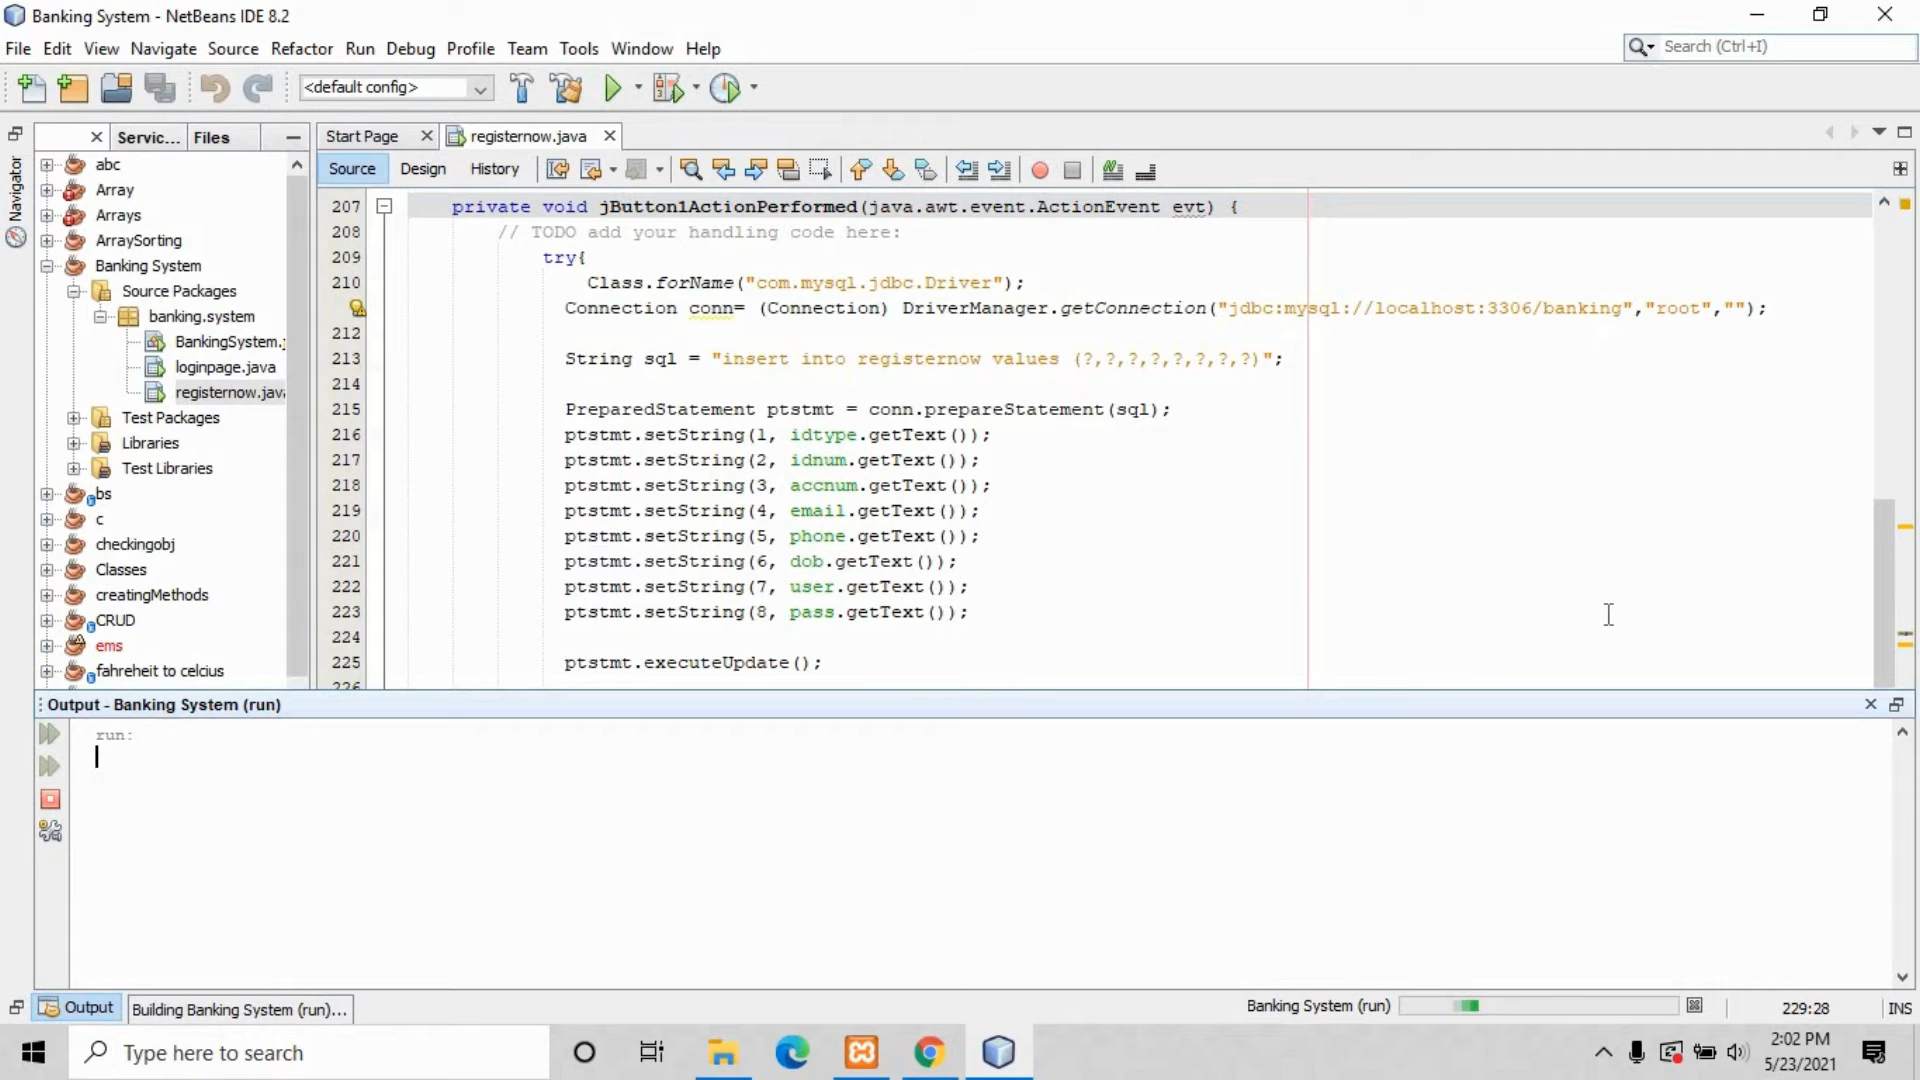 Banking System - NetBeans IDE 8.2
File Edit View Navigate Source Refactor Run Debug Profile Team Tools Window Help
Search (Ctrl+I)
<default config>
Servic... Files
Start Page registernow.java
Source Design History
Navigator
abc
Array
Arrays
ArraySorting
Banking System
Source Packages
banking.system
BankingSystem.j
loginpage.java
registernow.java
Test Packages
Libraries
Test Libraries
bs
c
checkingobj
Classes
creatingMethods
CRUD
ems
fahreheit to celcius
207 private void jButton1ActionPerformed(java.awt.event.ActionEvent evt) {
208 // TODO add your handling code here:
209 try{
210 Class.forName("com.mysql.jdbc.Driver");
Connection conn= (Connection) DriverManager.getConnection("jdbc:mysql://localhost:3306/banking","root","");
212
213 String sql = "insert into registernow values (?,?,?,?,?,?,?,?)";
214
215 PreparedStatement ptstmt = conn.prepareStatement(sql);
216 ptstmt.setString(1, idtype.getText());
217 ptstmt.setString(2, idnum.getText());
218 ptstmt.setString(3, accnum.getText());
219 ptstmt.setString(4, email.getText());
220 ptstmt.setString(5, phone.getText());
221 ptstmt.setString(6, dob.getText());
222 ptstmt.setString(7, user.getText());
223 ptstmt.setString(8, pass.getText());
224
225 ptstmt.executeUpdate();
226
Output - Banking System (run)
run:
Output Building Banking System (run)...
Banking System (run)
229:28 INS
Type here to search
2:02 PM
5/23/2021